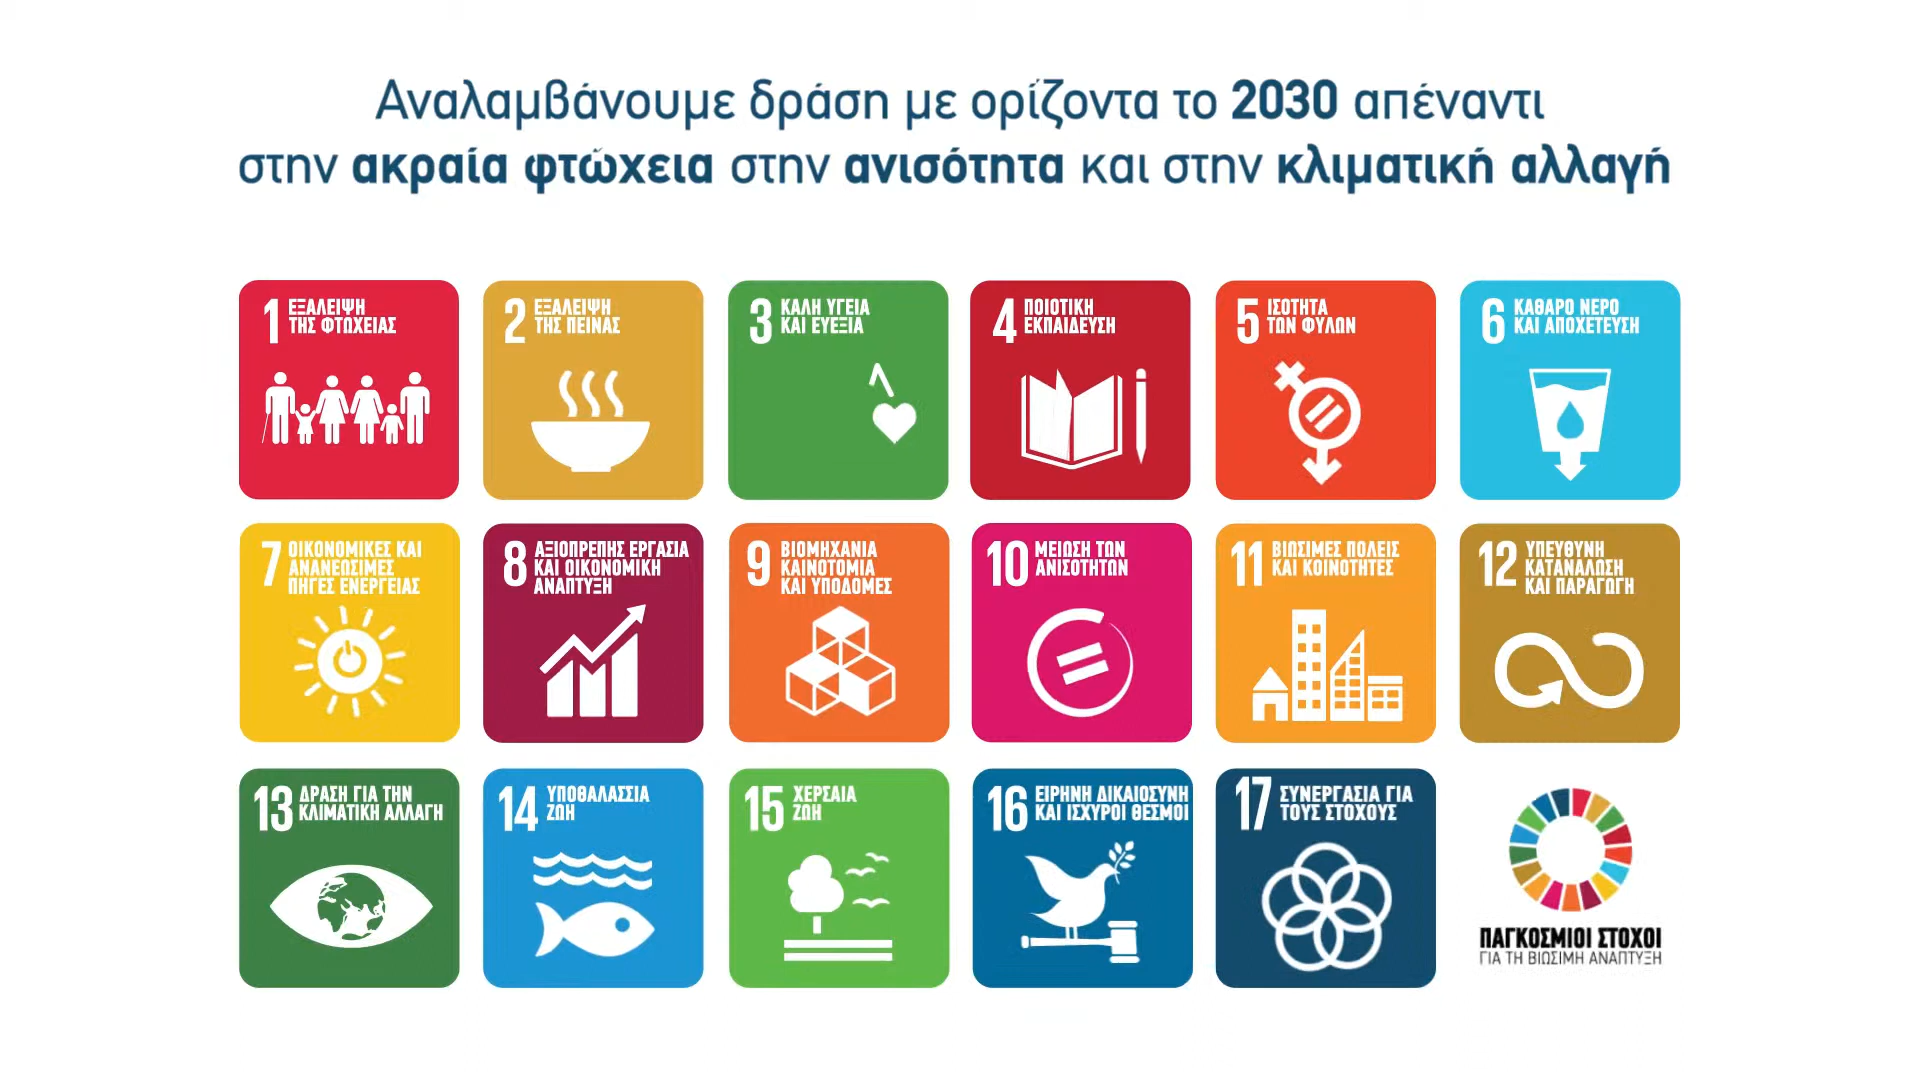 Αναλαμβάνουμε δράση με ορίζοντα το 2030 απέναντι
στην ακραία φτώχεια στην ανισότητα και στην κλιματική αλλαγή
1 ΕΞΑΛΕΙΨΗ
ΤΗΣ ΦΤΩΧΕΙΑΣ
2 ΕΞΑΛΕΙΨΗ
ΤΗΣ ΠΕΙΝΑΣ
3 ΚΑΛΗ ΥΓΕΙΑ
ΚΑΙ ΕΥΕΞΙΑ
4 ΠΟΙΟΤΙΚΗ
ΕΚΠΑΙΔΕΥΣΗ
5 ΙΣΟΤΗΤΑ
ΤΩΝ ΦΥΛΩΝ
6 ΚΑΘΑΡΟ ΝΕΡΟ
ΚΑΙ ΑΠΟΧΕΤΕΥΣΗ
7 ΟΙΚΟΝΟΜΙΚΕΣ ΚΑΙ
ΑΝΑΝΕΩΣΙΜΕΣ
ΠΗΓΕΣ ΕΝΕΡΓΕΙΑΣ
8 ΑΞΙΟΠΡΕΠΗΣ ΕΡΓΑΣΙΑ
ΚΑΙ ΟΙΚΟΝΟΜΙΚΗ
ΑΝΑΠΤΥΞΗ
9 ΒΙΟΜΗΧΑΝΙΑ
ΚΑΙΝΟΤΟΜΙΑ
ΚΑΙ ΥΠΟΔΟΜΕΣ
10 ΜΕΙΩΣΗ ΤΩΝ
ΑΝΙΣΟΤΗΤΩΝ
11 ΒΙΩΣΙΜΕΣ ΠΟΛΕΙΣ
ΚΑΙ ΚΟΙΝΟΤΗΤΕΣ
12 ΥΠΕΥΘΥΝΗ
ΚΑΤΑΝΑΛΩΣΗ
ΚΑΙ ΠΑΡΑΓΩΓΗ
13 ΔΡΑΣΗ ΓΙΑ ΤΗΝ
ΚΛΙΜΑΤΙΚΗ ΑΛΛΑΓΗ
14 ΥΠΟΘΑΛΑΣΣΙΑ
ΖΩΗ
15 ΧΕΡΣΑΙΑ
ΖΩΗ
16 ΕΙΡΗΝΗ ΔΙΚΑΙΟΣΥΝΗ
ΚΑΙ ΙΣΧΥΡΟΙ ΘΕΣΜΟΙ
17 ΣΥΝΕΡΓΑΣΙΑ ΓΙΑ
ΤΟΥΣ ΣΤΟΧΟΥΣ
ΠΑΓΚΟΣΜΙΟΙ ΣΤΟΧΟΙ
ΓΙΑ ΤΗ ΒΙΩΣΙΜΗ ΑΝΑΠΤΥΞΗ